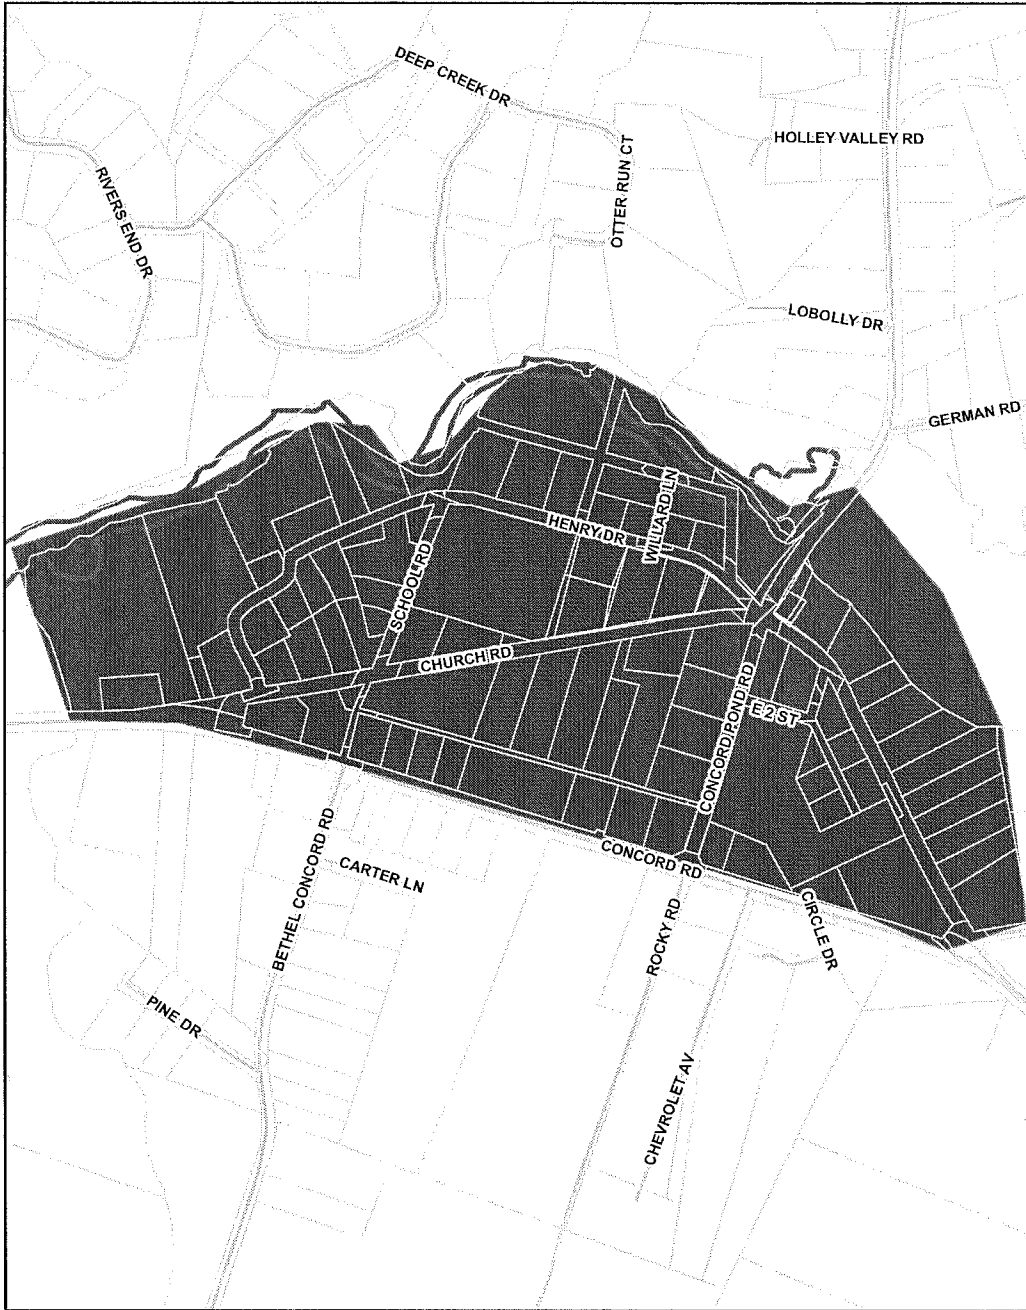 DEEP CREEK DR
HOLLEY VALLEY RD
OTTER RUN CT
RIVERS END DR
LOBOLLY DR
GERMAN RD
WILLARD LN
HENRY DR
SCHOOL RD
CHURCH RD
CONCORD POND RD
E 2 ST
BETHEL CONCORD RD
CONCORD RD
CARTER LN
CIRCLE DR
ROCKY RD
PINE DR
CHEVROLET AV